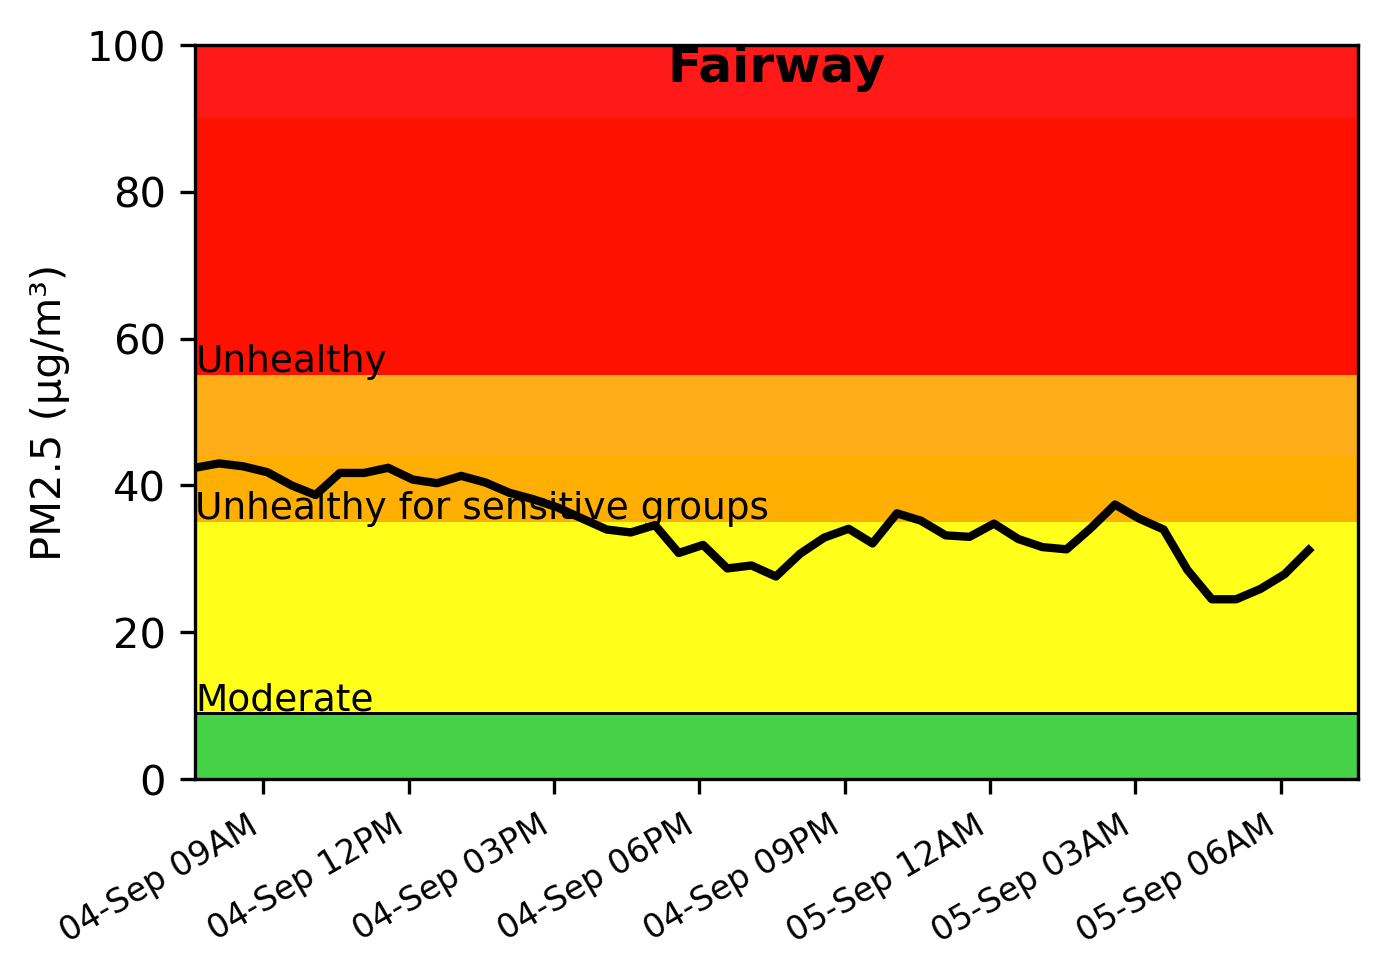 Fairway
PM2.5 (µg/m³)
100
80
60
40
20
0
Unhealthy
Unhealthy for sensitive groups
Moderate
04-Sep 09AM
04-Sep 12PM
04-Sep 03PM
04-Sep 06PM
04-Sep 09PM
05-Sep 12AM
05-Sep 03AM
05-Sep 06AM